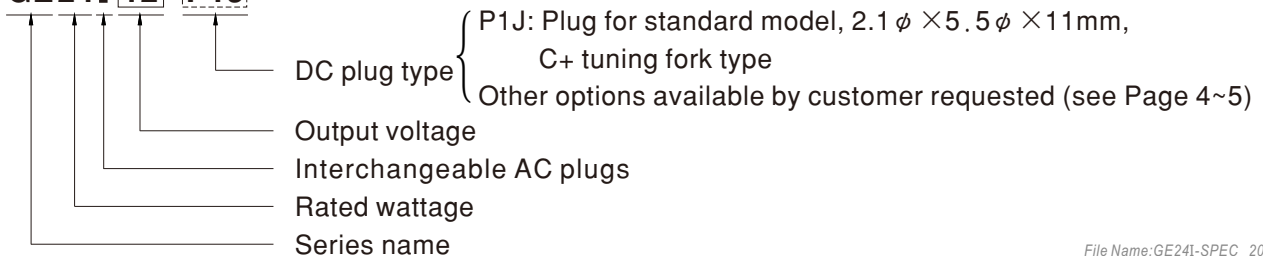 P1J: Plug for standard model, 2.1 φ ×5.5φ ×11mm,
C+ tuning fork type
DC plug type
Other options available by customer requested (see Page 4~5)
Output voltage
Interchangeable AC plugs
Rated wattage
Series name
File Name:GE24I-SPEC 20